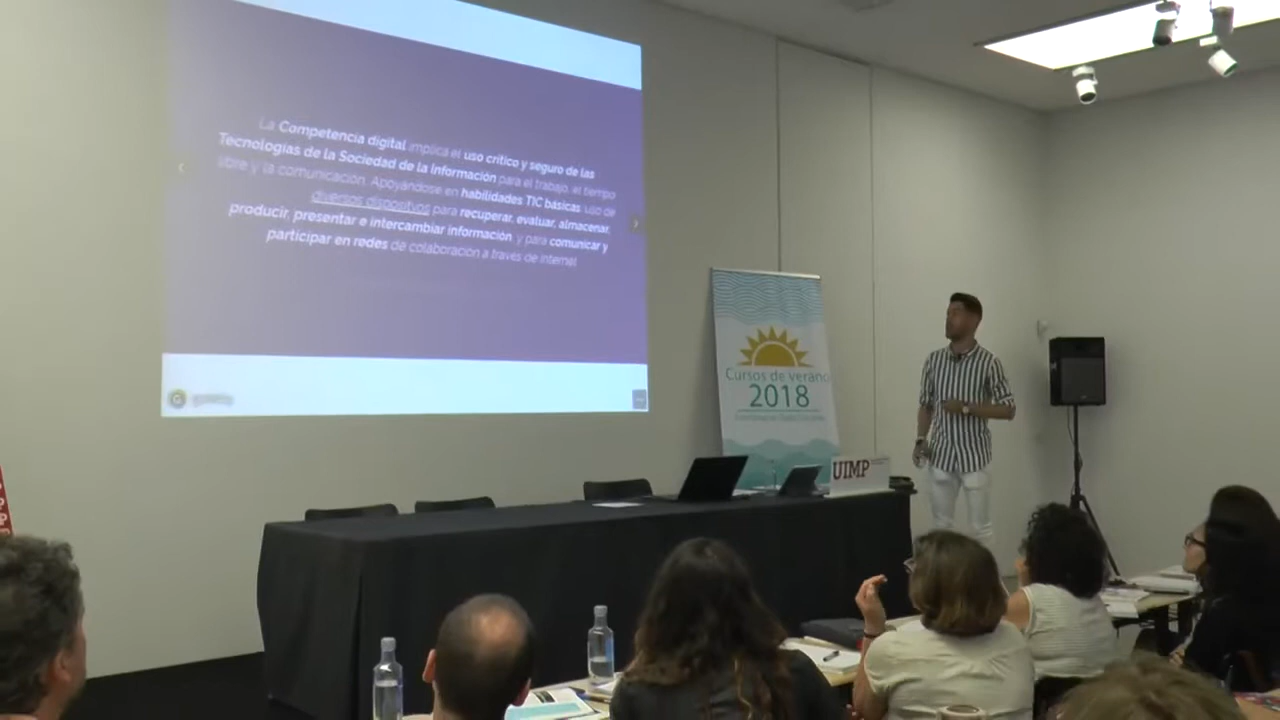 La Competencia digital implica el uso crítico y seguro de las
Tecnologías de la Sociedad de la Información para el trabajo, el tiempo
libre y la comunicación. Apoyándose en habilidades TIC básicas uso de
diversos dispositivos para recuperar, evaluar, almacenar,
producir, presentar e intercambiar información, y para comunicar y
participar en redes de colaboración a través de Internet
Cursos de verano
2018
UIMP